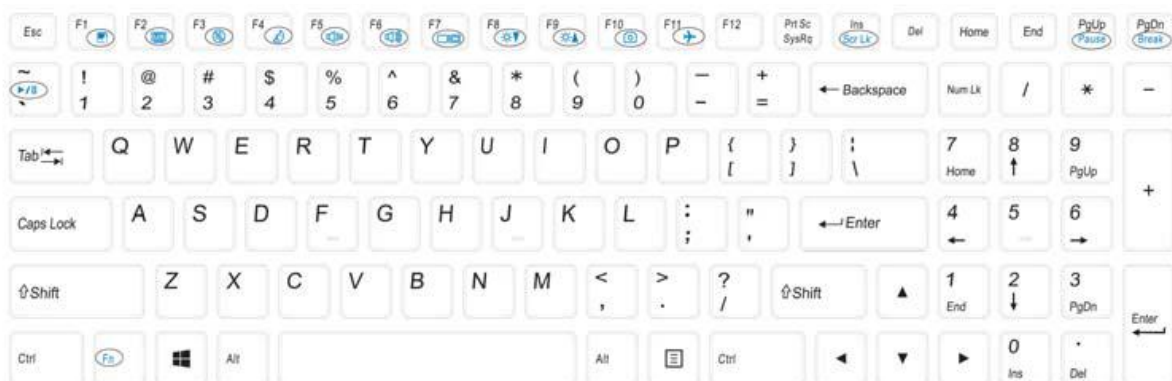 Esc F1 F2 F3 F4 F5 F6 F7 F8 F9 F10 F11 F12 Prt Sc SysRq Ins Scr Lk Del Home End PgUp Pause PgDn Break
~ ` ! 1 @ 2 # 3 $ 4 % 5 ^ 6 & 7 * 8 ( 9 ) 0 — - + = ← Backspace Num Lk / * -
Tab Q W E R T Y U I O P { [ } ] ¦ \ 7 Home 8 ↑ 9 PgUp +
Caps Lock A S D F G H J K L : ; " ' Enter 4 ← 5 6 →
⇧Shift Z X C V B N M < , > . ? / ⇧Shift ▲ 1 End 2 ↓ 3 PgDn Enter
Ctrl Fn Alt Alt Ctrl ◄ ▼ ► 0 Ins . Del